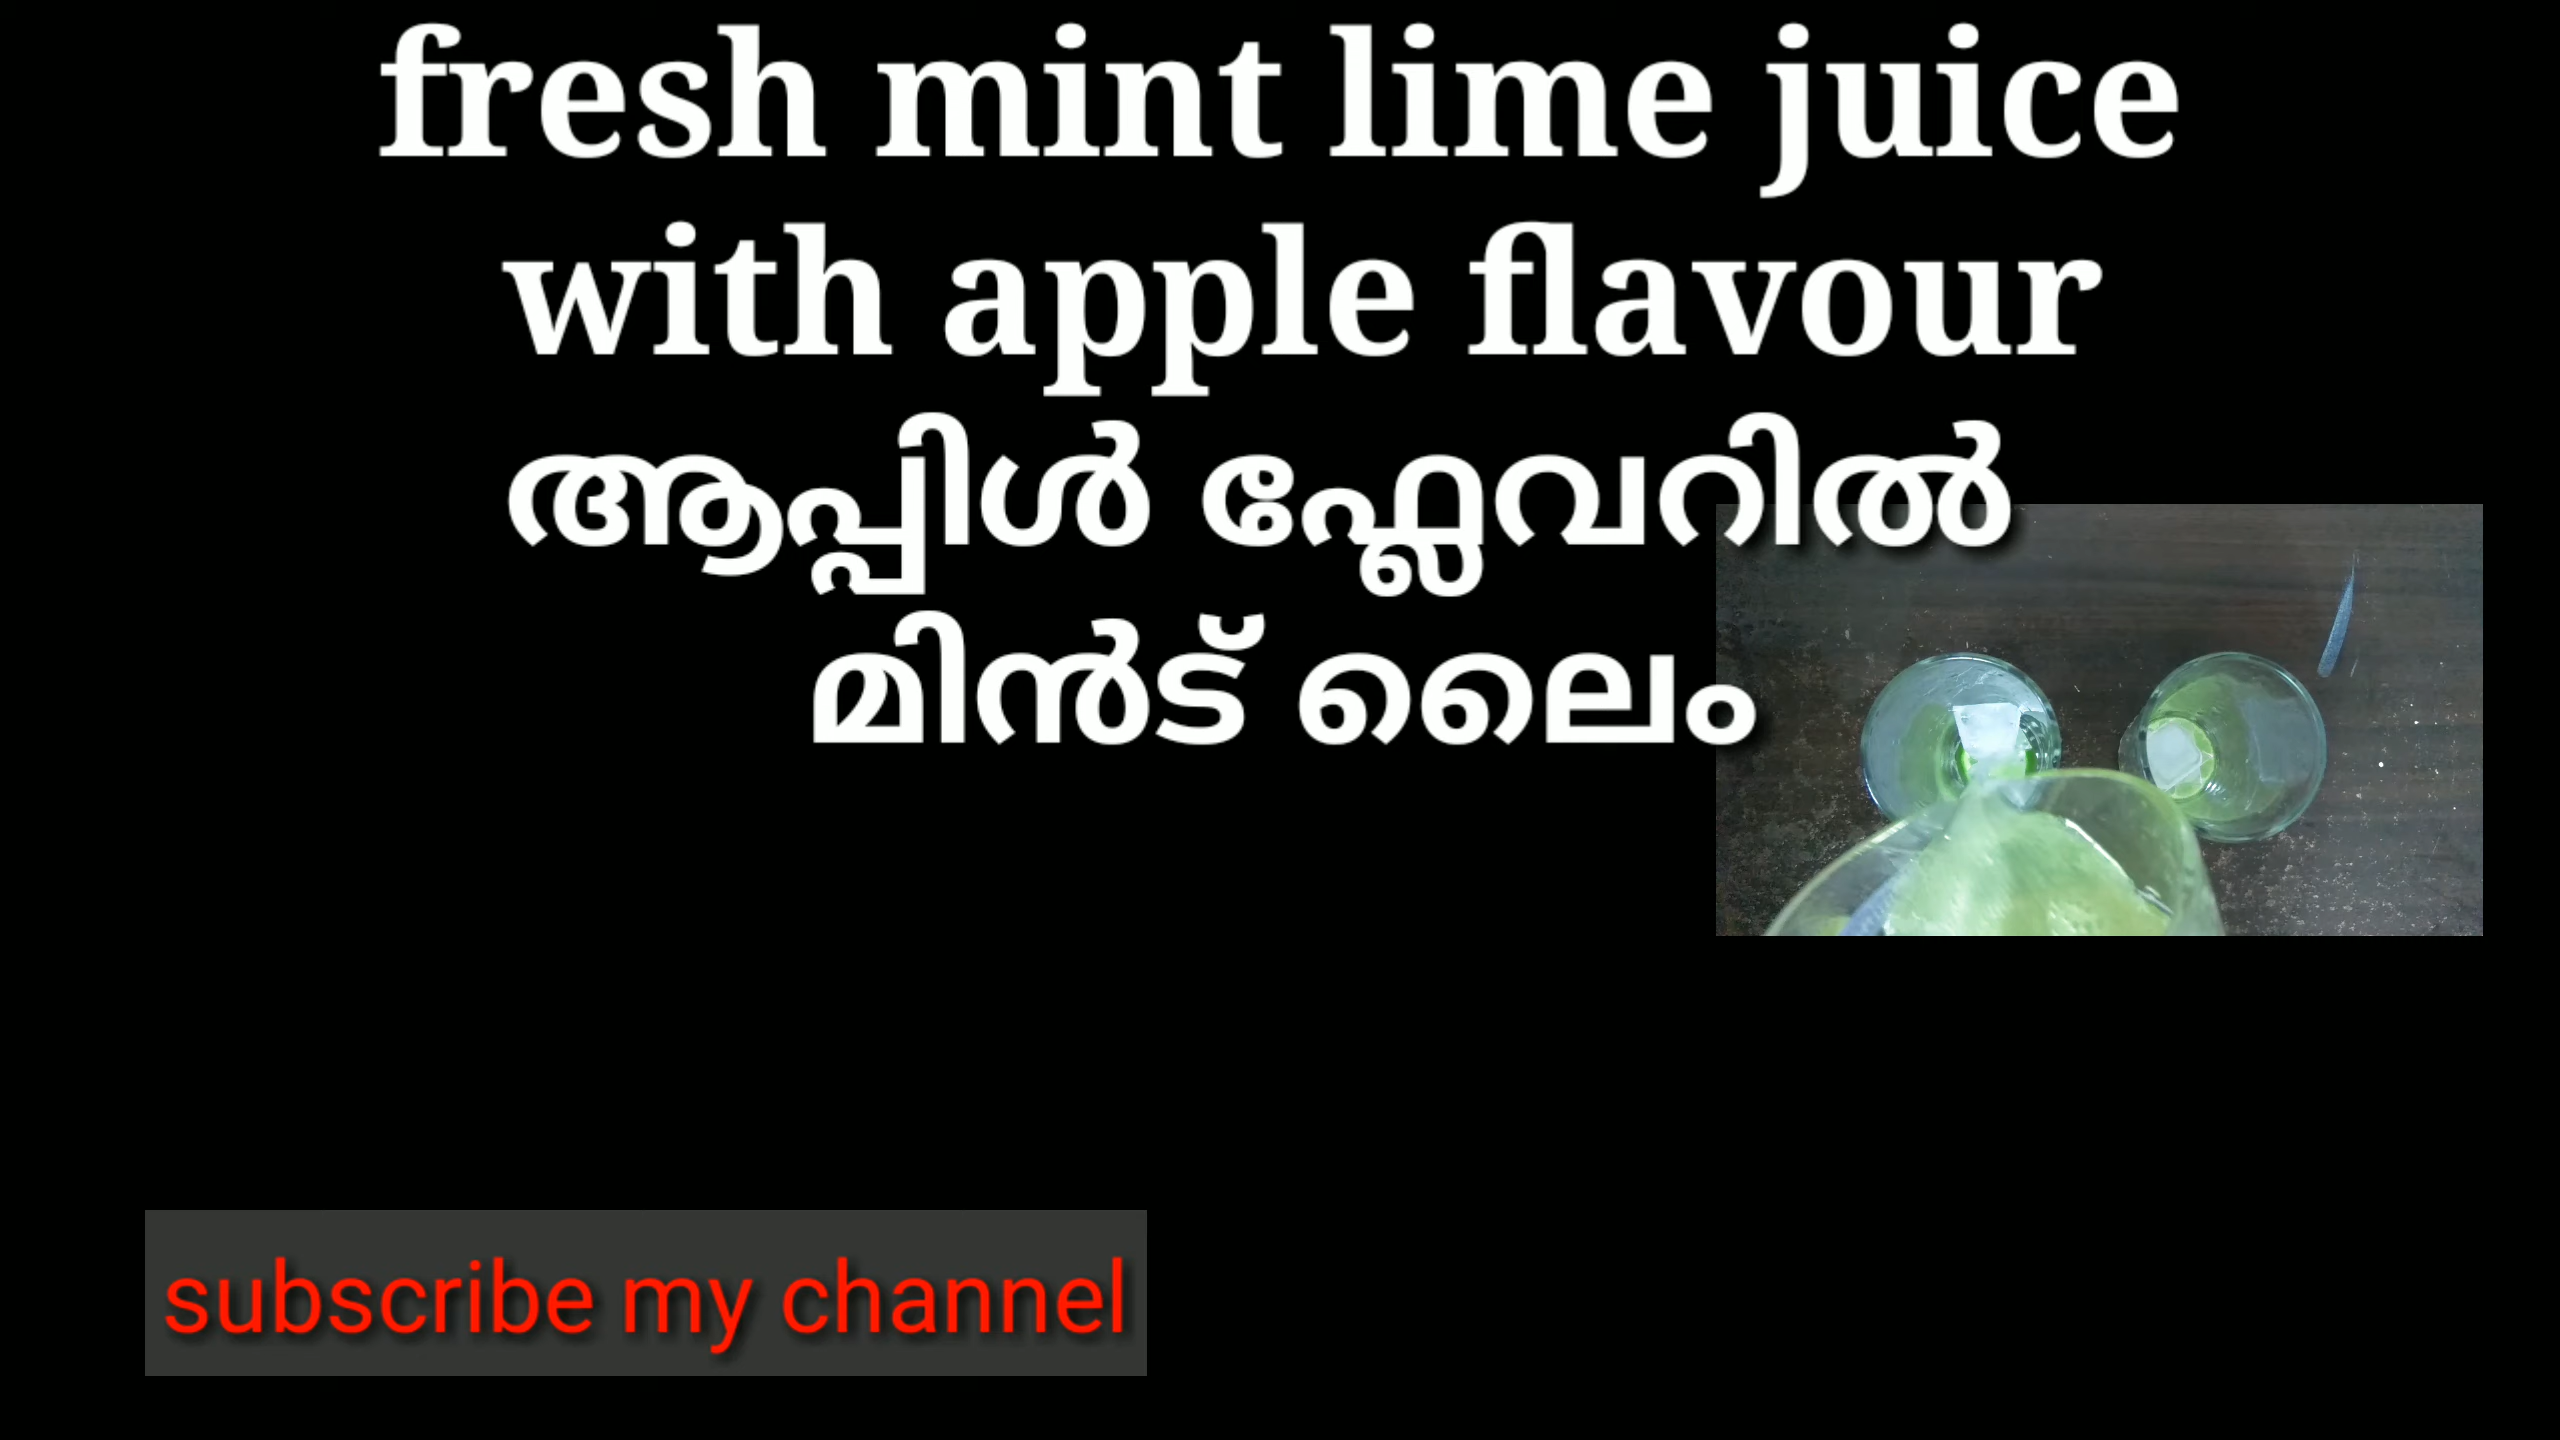 fresh mint lime juice
with apple flavour
ആപ്പിൾ ഫ്ലേവറിൽ
മിൻട് ലൈം
subscribe my channel